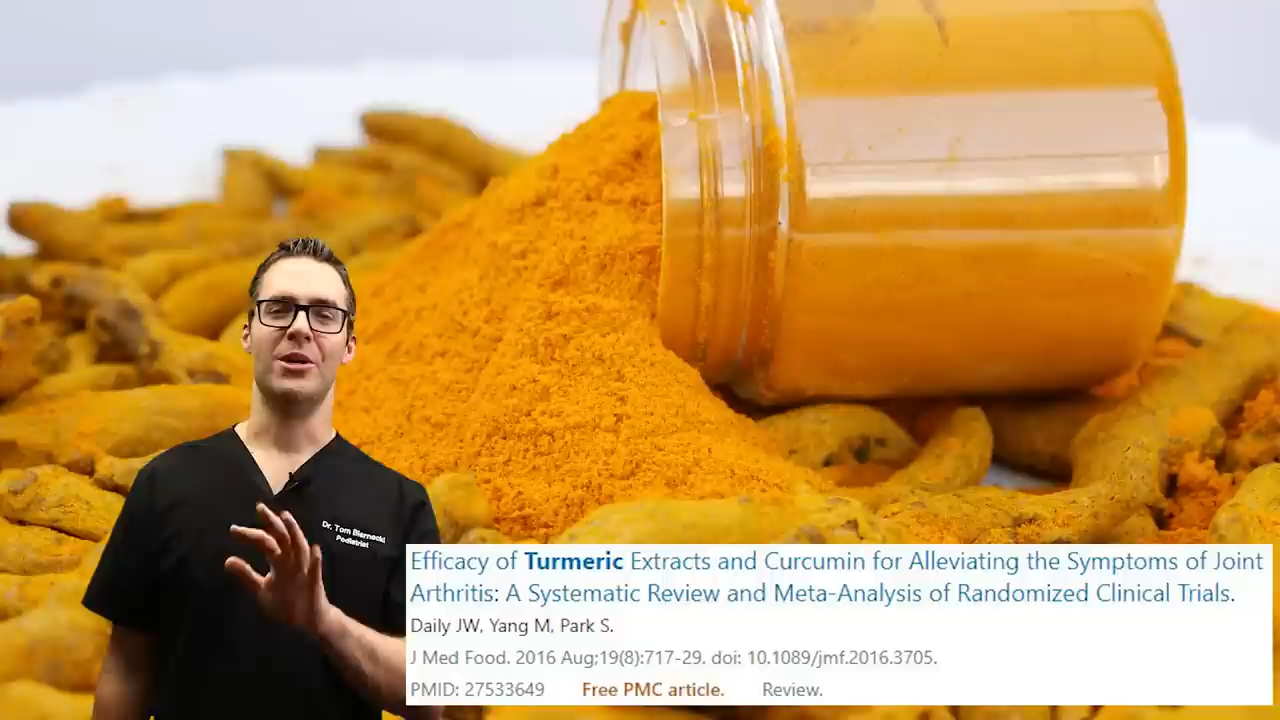 Dr. Tom Biernacki
Podiatrist
Efficacy of Turmeric Extracts and Curcumin for Alleviating the Symptoms of Joint
Arthritis: A Systematic Review and Meta-Analysis of Randomized Clinical Trials.
Daily JW, Yang M, Park S.
J Med Food. 2016 Aug;19(8):717-29. doi: 10.1089/jmf.2016.3705.
PMID: 27533649 Free PMC article. Review.